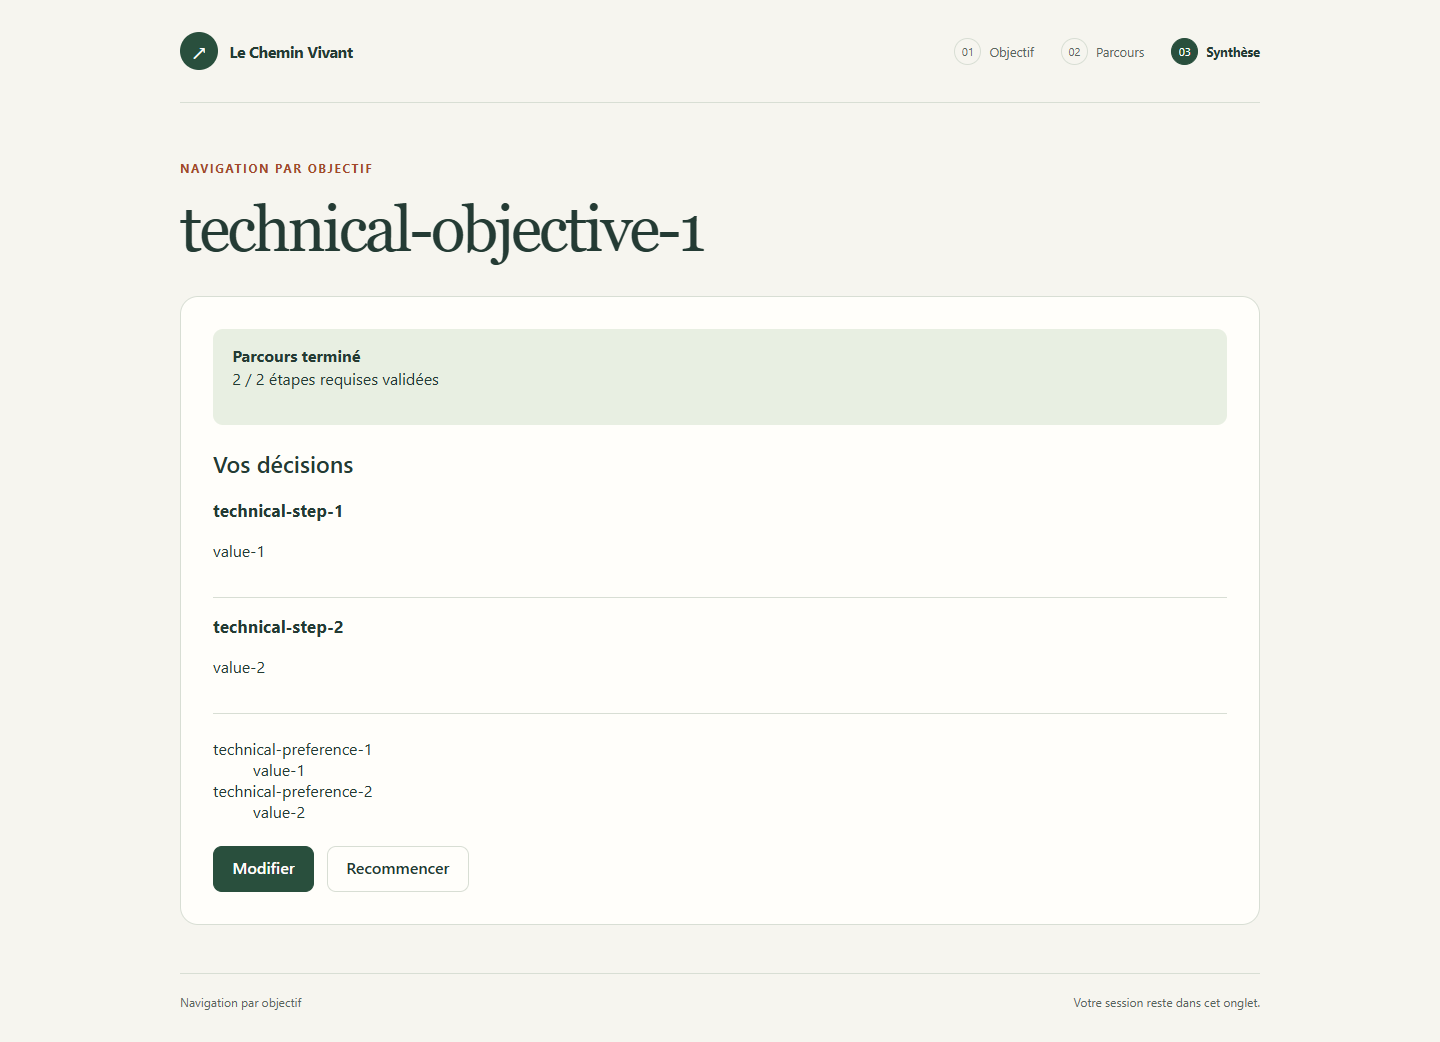 ↗ Le Chemin Vivant
01 Objectif 02 Parcours 03 Synthèse
NAVIGATION PAR OBJECTIF
technical-objective-1
Parcours terminé
2 / 2 étapes requises validées
Vos décisions
technical-step-1
value-1
technical-step-2
value-2
technical-preference-1
value-1
technical-preference-2
value-2
Modifier Recommencer
Navigation par objectif
Votre session reste dans cet onglet.